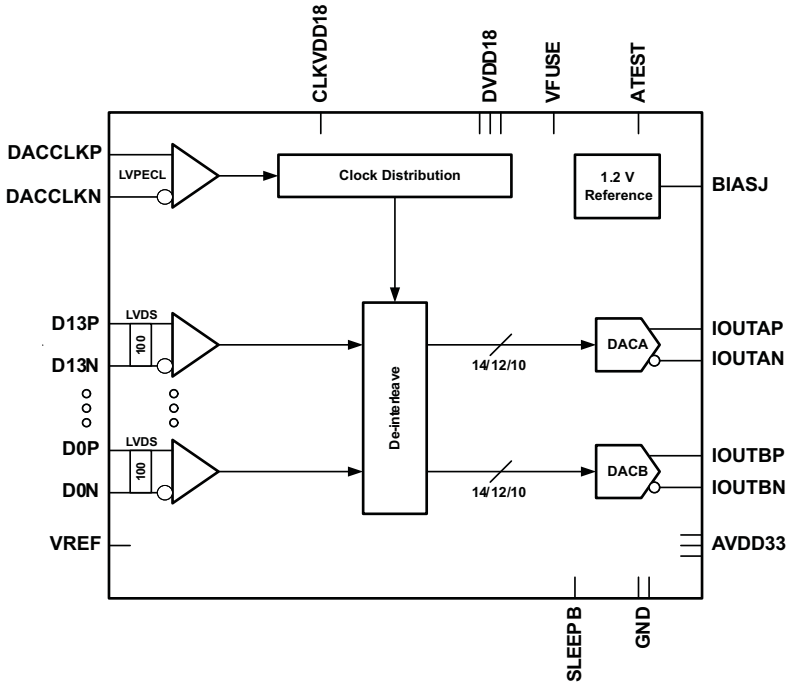 CLKVDD18
DVDD18
VFUSE
ATEST
DACCLKP
DACCLKN
LVPECL
Clock Distribution
1.2 V
Reference
BIASJ
D13P
D13N
LVDS
100
De-interleave
14/12/10
DACA
IOUTAP
IOUTAN
D0P
D0N
LVDS
100
14/12/10
DACB
IOUTBP
IOUTBN
VREF
AVDD33
SLEEP B
GND